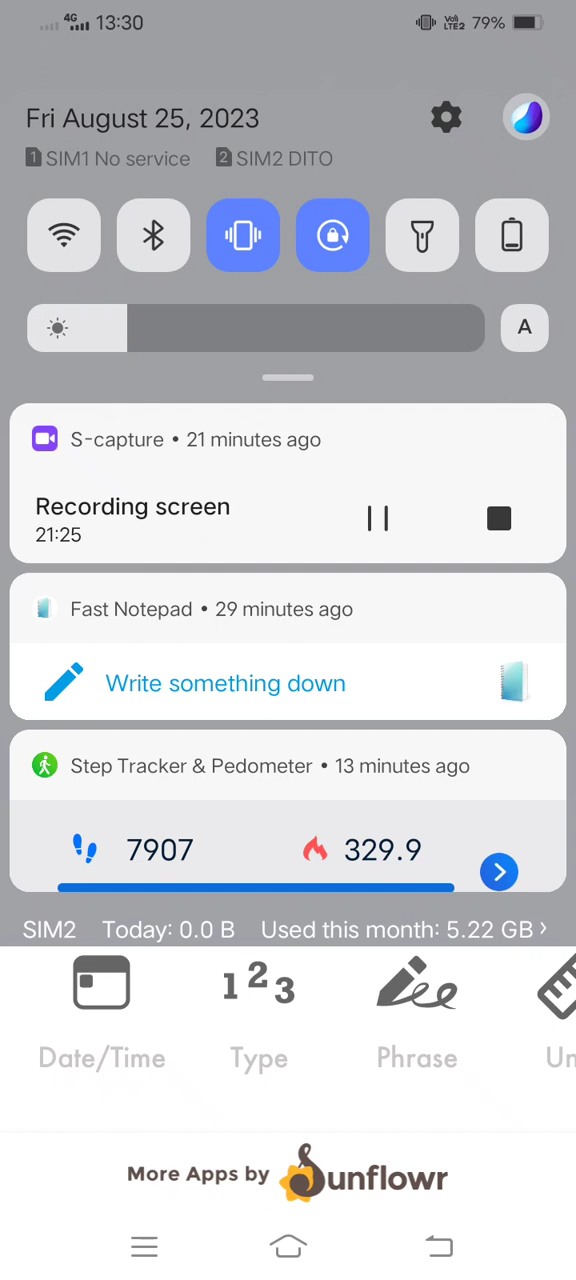 4G 13:30 VoB LTE2 79%
Fri August 25, 2023
1 SIM1 No service 2 SIM2 DITO
A
S-capture • 21 minutes ago
Recording screen
21:25
Fast Notepad • 29 minutes ago
Write something down
Step Tracker & Pedometer • 13 minutes ago
7907 329.9
SIM2 Today: 0.0 B Used this month: 5.22 GB ›
1 2 3
Date/Time Type Phrase Un
More Apps by Sunflowr